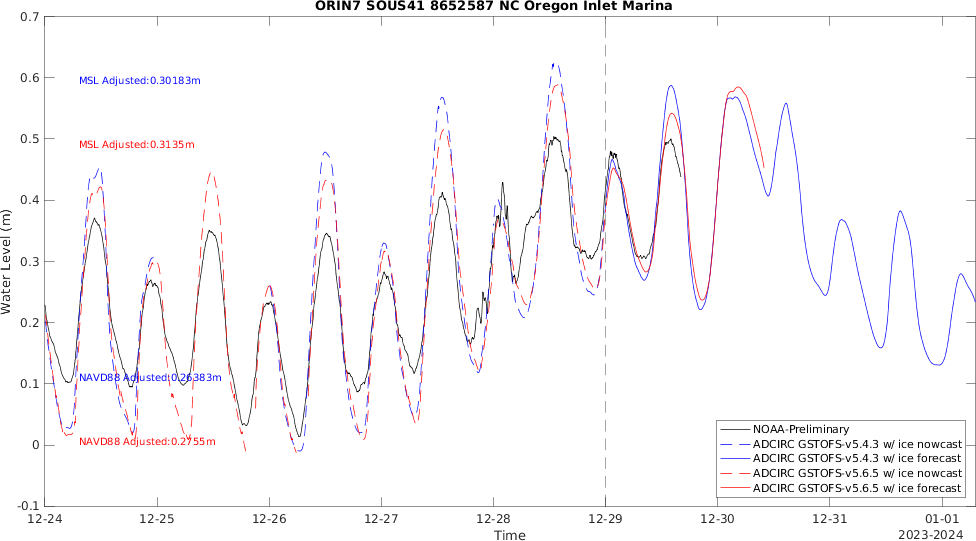 ORIN7 SOUS41 8652587 NC Oregon Inlet Marina
0.7
0.6
0.5
0.4
0.3
0.2
0.1
0
-0.1
Water Level (m)
MSL Adjusted:0.30183m
MSL Adjusted:0.3135m
NAVD88 Adjusted:0.26383m
NAVD88 Adjusted:0.2755m
NOAA-Preliminary
ADCIRC GSTOFS-v5.4.3 w/ ice nowcast
ADCIRC GSTOFS-v5.4.3 w/ ice forecast
ADCIRC GSTOFS-v5.6.5 w/ ice nowcast
ADCIRC GSTOFS-v5.6.5 w/ ice forecast
12-24 12-25 12-26 12-27 12-28 12-29 12-30 12-31 01-01
Time
2023-2024